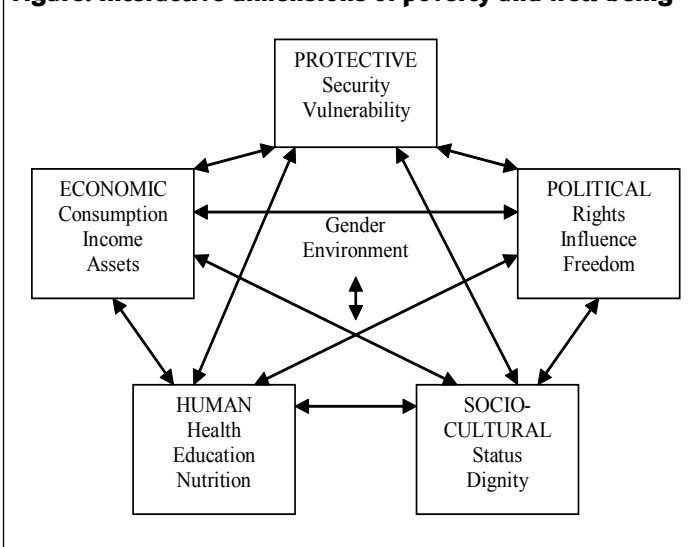 Figure. Interactive dimensions of poverty and well-being
PROTECTIVE
Security
Vulnerability
ECONOMIC
Consumption
Income
Assets
POLITICAL
Rights
Influence
Freedom
Gender
Environment
HUMAN
Health
Education
Nutrition
SOCIO-
CULTURAL
Status
Dignity